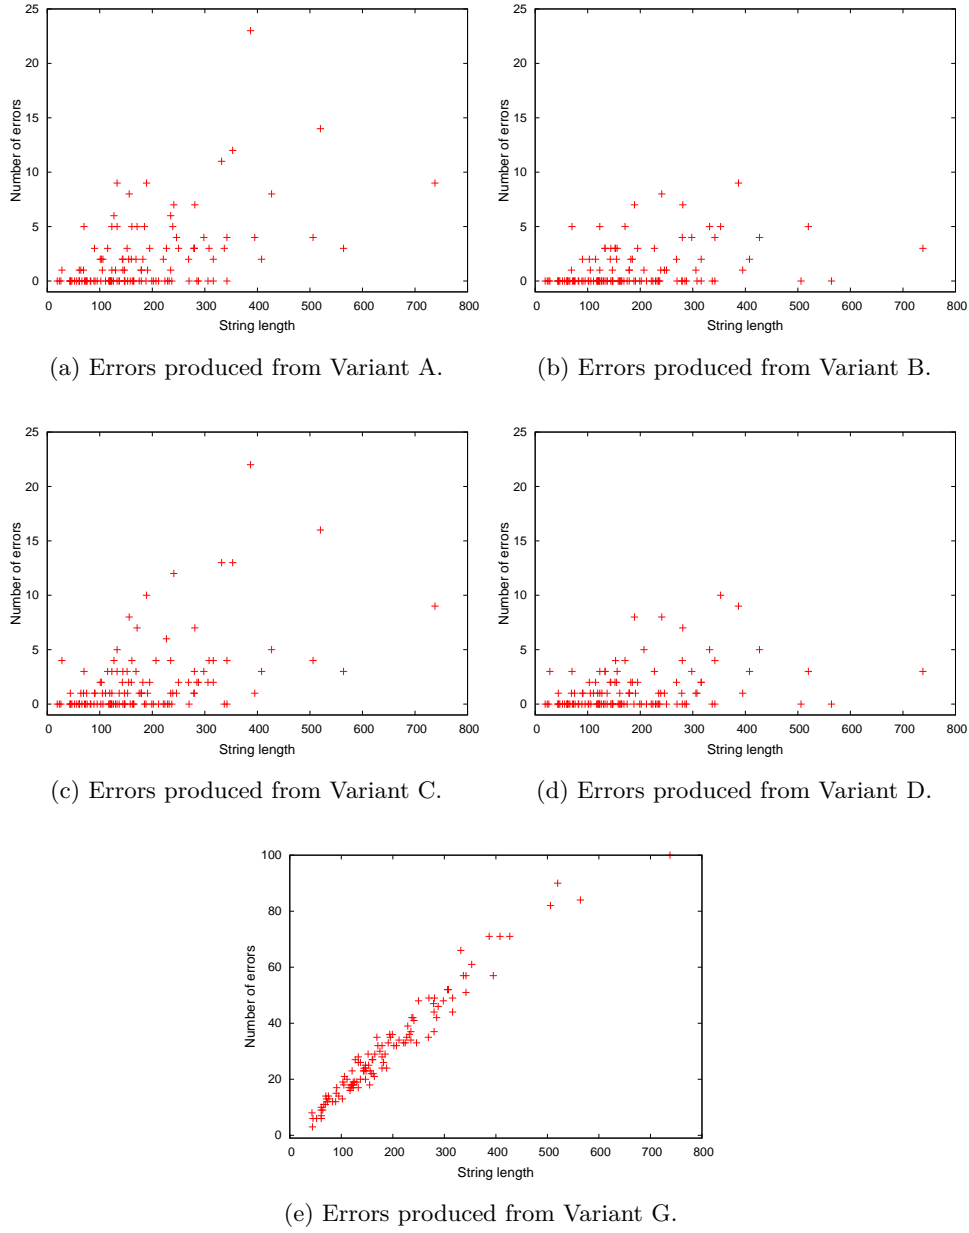 25
20
15
10
5
0
Number of errors
0 100 200 300 400 500 600 700 800
String length
(a) Errors produced from Variant A.
25
20
15
10
5
0
Number of errors
0 100 200 300 400 500 600 700 800
String length
(b) Errors produced from Variant B.
25
20
15
10
5
0
Number of errors
0 100 200 300 400 500 600 700 800
String length
(c) Errors produced from Variant C.
25
20
15
10
5
0
Number of errors
0 100 200 300 400 500 600 700 800
String length
(d) Errors produced from Variant D.
100
80
60
40
20
0
Number of errors
0 100 200 300 400 500 600 700 800
String length
(e) Errors produced from Variant G.